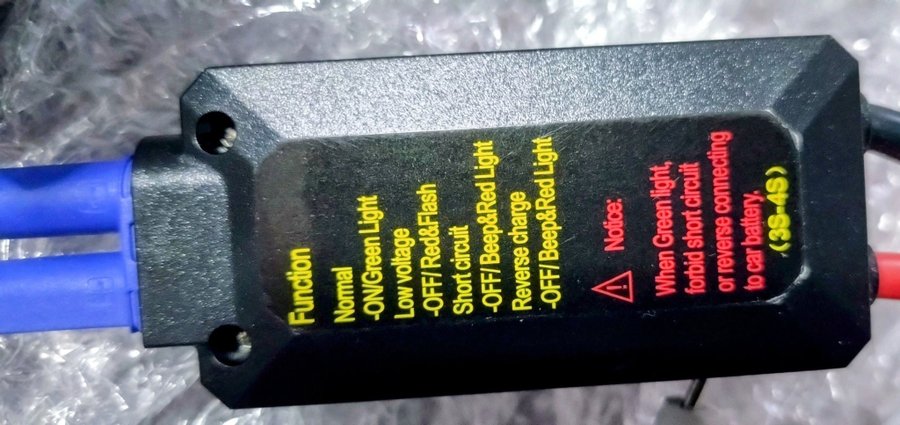 Function
Normal
-ON/Green Light
Low voltage
-OFF/ Red&Flash
Short circuit
-OFF/ Beep&Red Light
Reverse charge
-OFF/ Beep&Red Light
Notice:
When Green light,
forbid short circuit
or reverse connecting
to car battery.
(3S-4S)